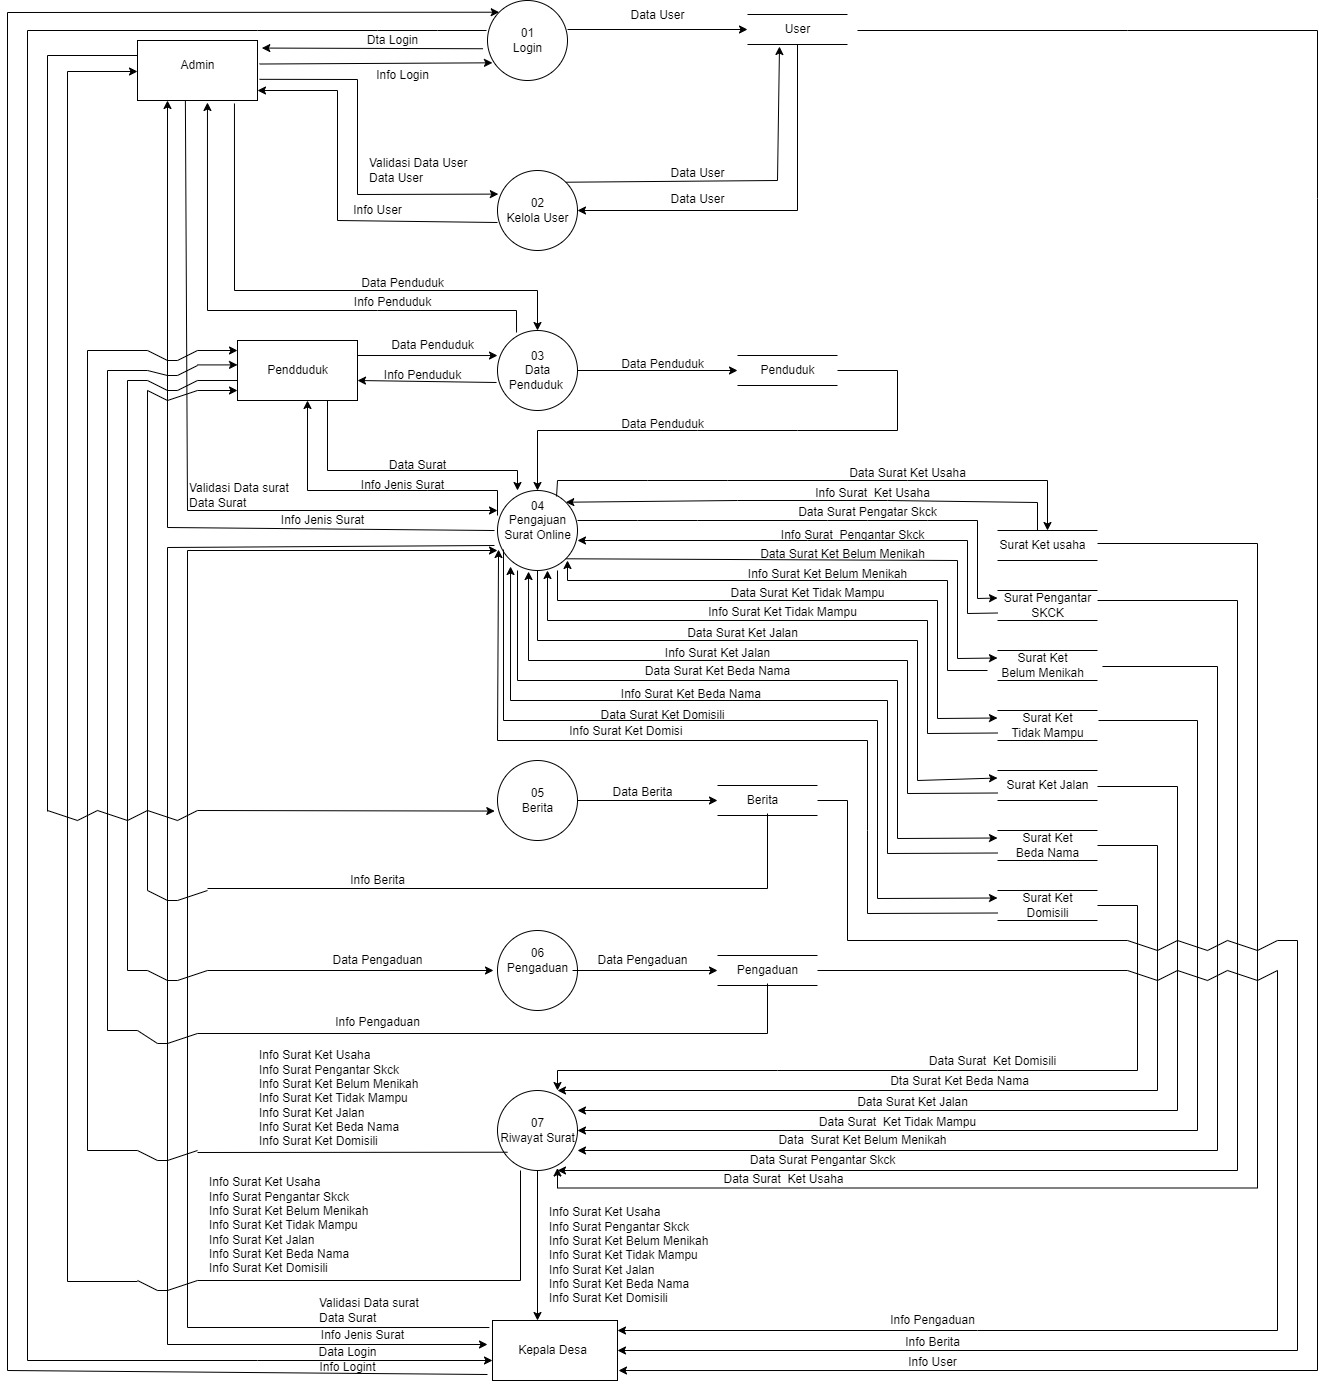 Data User
01
Login
User
Dta Login
Admin
Info Login
Validasi Data User
Data User
Data User
Data User
02
Kelola User
Info User
Data Penduduk
Info Penduduk
Data Penduduk
03
Data
Penduduk
Data Penduduk
Penduduk
Pendduduk
Info Penduduk
Data Penduduk
Data Surat
Info Jenis Surat
Validasi Data surat
Data Surat
Info Jenis Surat
04
Pengajuan
Surat Online
Data Surat Ket Usaha
Info Surat  Ket Usaha
Data Surat Pengatar Skck
Info Surat  Pengantar Skck
Data Surat Ket Belum Menikah
Info Surat Ket Belum Menikah
Data Surat Ket Tidak Mampu
Info Surat Ket Tidak Mampu
Data Surat Ket Jalan
Info Surat Ket Jalan
Data Surat Ket Beda Nama
Info Surat Ket Beda Nama
Data Surat Ket Domisili
Info Surat Ket Domisi
Surat Ket usaha
Surat Pengantar
SKCK
Surat Ket
Belum Menikah
Surat Ket
Tidak Mampu
Surat Ket Jalan
Surat Ket
Beda Nama
Surat Ket
Domisili
05
Berita
Data Berita
Berita
Info Berita
Data Pengaduan
06
Pengaduan
Data Pengaduan
Pengaduan
Info Pengaduan
Info Surat Ket Usaha
Info Surat Pengantar Skck
Info Surat Ket Belum Menikah
Info Surat Ket Tidak Mampu
Info Surat Ket Jalan
Info Surat Ket Beda Nama
Info Surat Ket Domisili
07
Riwayat Surat
Data Surat  Ket Domisili
Dta Surat Ket Beda Nama
Data Surat Ket Jalan
Data Surat  Ket Tidak Mampu
Data  Surat Ket Belum Menikah
Data Surat Pengantar Skck
Data Surat  Ket Usaha
Info Surat Ket Usaha
Info Surat Pengantar Skck
Info Surat Ket Belum Menikah
Info Surat Ket Tidak Mampu
Info Surat Ket Jalan
Info Surat Ket Beda Nama
Info Surat Ket Domisili
Info Surat Ket Usaha
Info Surat Pengantar Skck
Info Surat Ket Belum Menikah
Info Surat Ket Tidak Mampu
Info Surat Ket Jalan
Info Surat Ket Beda Nama
Info Surat Ket Domisili
Validasi Data surat
Data Surat
Info Jenis Surat
Data Login
Info Logint
Kepala Desa
Info Pengaduan
Info Berita
Info User